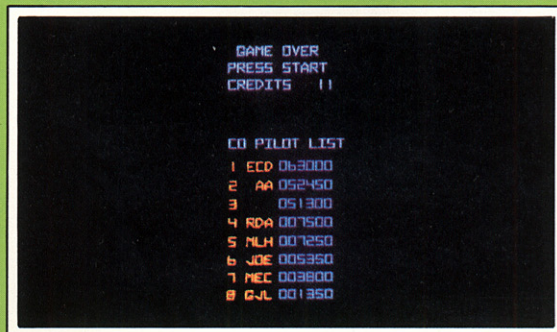 GAME OVER
PRESS START
CREDITS 11
CO PILOT LIST
1 ECD 063000
2 AA 052450
3 051300
4 RDA 007500
5 MLH 007250
6 JOE 005350
7 MEC 003800
8 GJL 001350